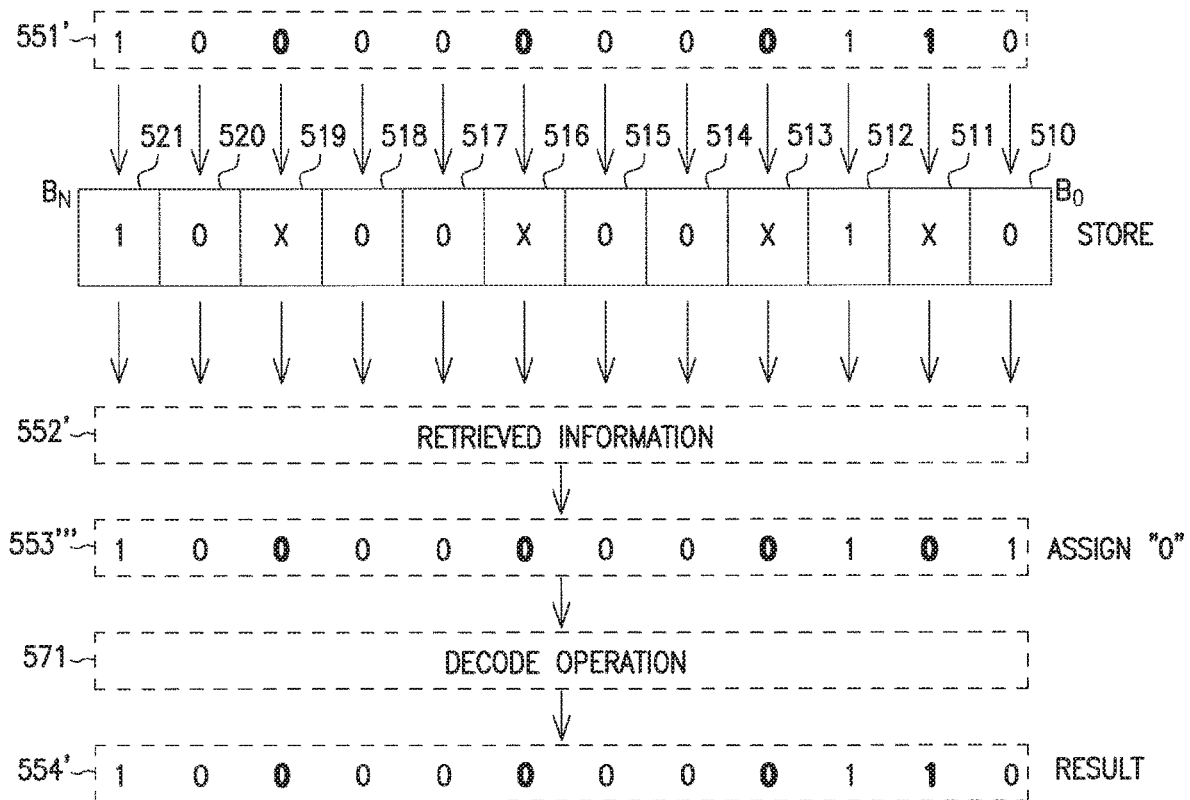 551' 1 0 0 0 0 0 0 0 0 1 1 0
521 520 519 518 517 516 515 514 513 512 511 510
BN B0
1 0 X 0 0 X 0 0 X 1 X 0 STORE
552' RETRIEVED INFORMATION
553''' 1 0 0 0 0 0 0 0 0 1 0 1 ASSIGN "0"
571 DECODE OPERATION
554' 1 0 0 0 0 0 0 0 0 1 1 0 RESULT